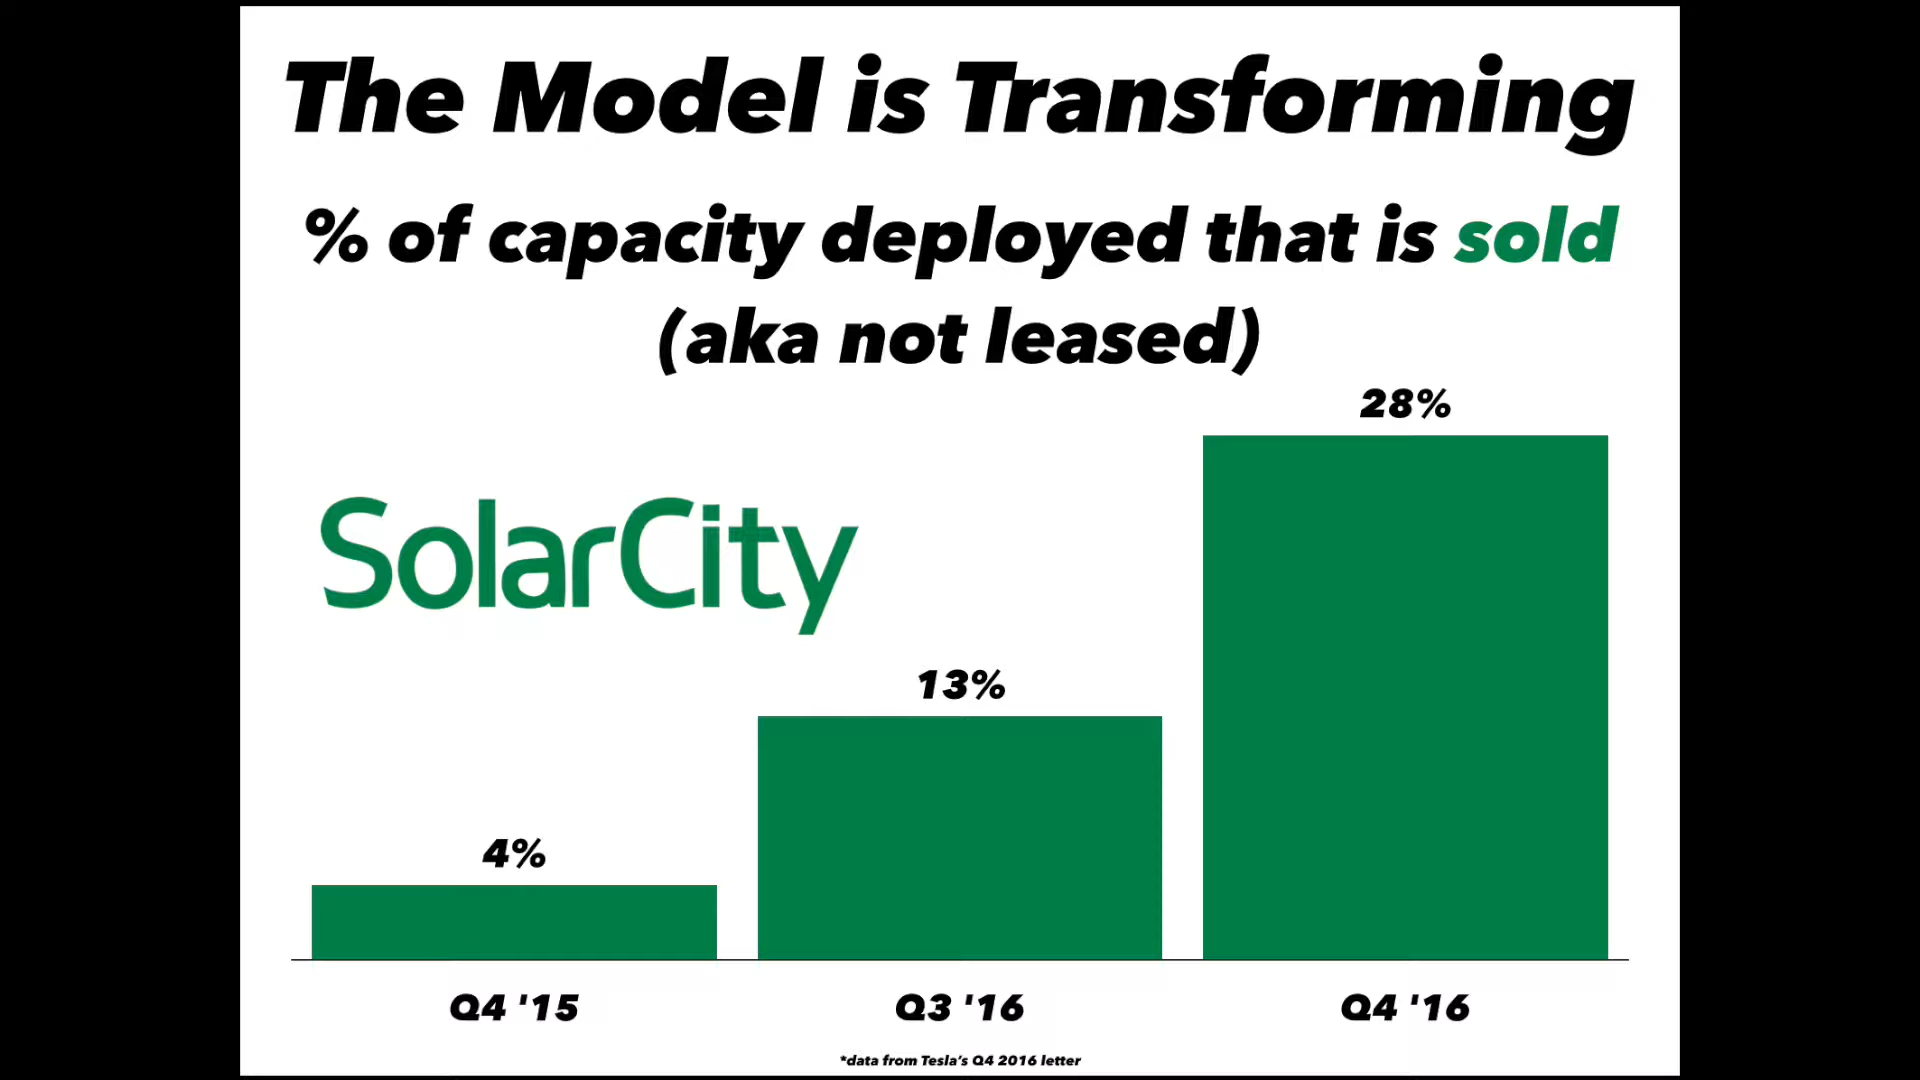 The Model is Transforming
% of capacity deployed that is sold
(aka not leased)
28%
SolarCity
13%
4%
Q4 '15
Q3 '16
Q4 '16
*data from Tesla's Q4 2016 letter